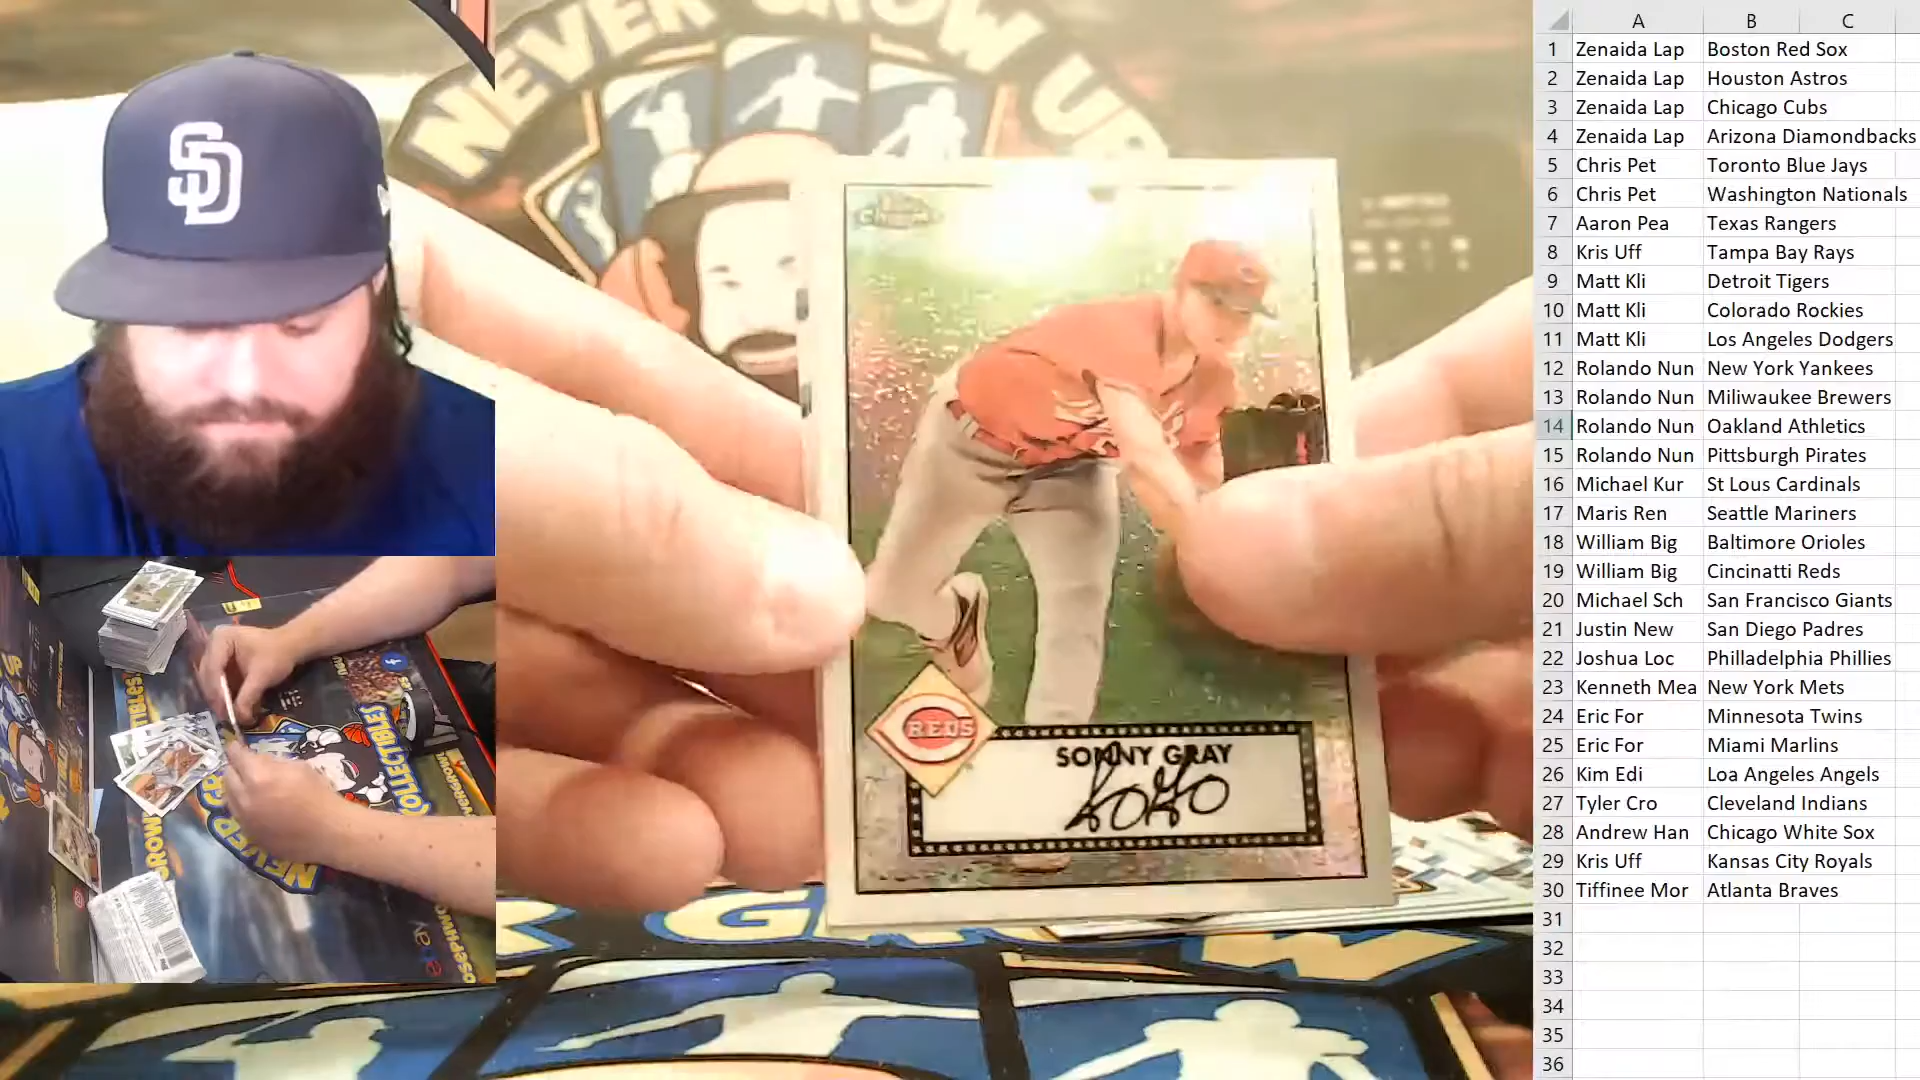 NEVER GROW UP
SD
Chrome
REDS
SONNY GRAY
COLLECTIBLES
NEVER
GROW
A B C
1 Zenaida Lap Boston Red Sox
2 Zenaida Lap Houston Astros
3 Zenaida Lap Chicago Cubs
4 Zenaida Lap Arizona Diamondbacks
5 Chris Pet Toronto Blue Jays
6 Chris Pet Washington Nationals
7 Aaron Pea Texas Rangers
8 Kris Uff Tampa Bay Rays
9 Matt Kli Detroit Tigers
10 Matt Kli Colorado Rockies
11 Matt Kli Los Angeles Dodgers
12 Rolando Nun New York Yankees
13 Rolando Nun Miliwaukee Brewers
14 Rolando Nun Oakland Athletics
15 Rolando Nun Pittsburgh Pirates
16 Michael Kur St Lous Cardinals
17 Maris Ren Seattle Mariners
18 William Big Baltimore Orioles
19 William Big Cincinatti Reds
20 Michael Sch San Francisco Giants
21 Justin New San Diego Padres
22 Joshua Loc Philladelphia Phillies
23 Kenneth Mea New York Mets
24 Eric For Minnesota Twins
25 Eric For Miami Marlins
26 Kim Edi Loa Angeles Angels
27 Tyler Cro Cleveland Indians
28 Andrew Han Chicago White Sox
29 Kris Uff Kansas City Royals
30 Tiffinee Mor Atlanta Braves
31
32
33
34
35
36